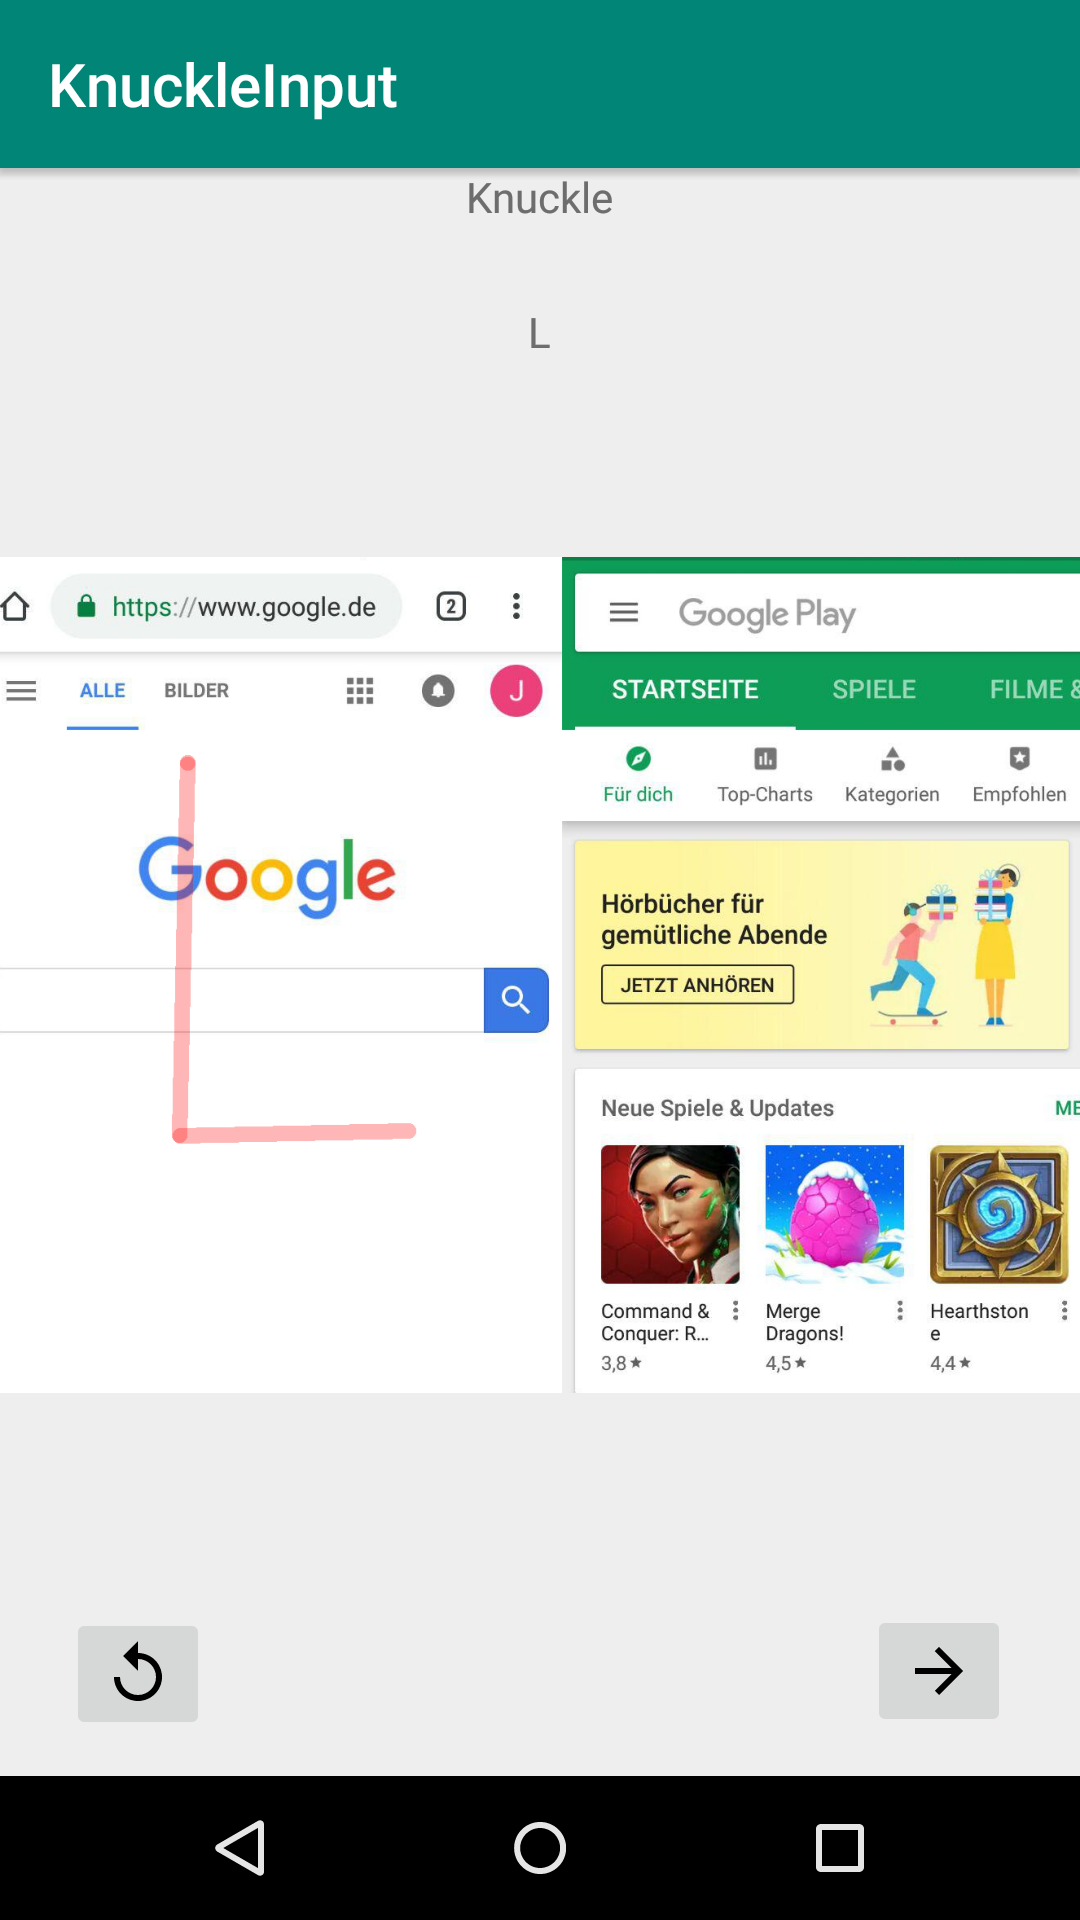 KnuckleInput
Knuckle
L
https://www.google.de
2
ALLE
BILDER
J
Google
Google Play
STARTSEITE
SPIELE
FILME &
Für dich
Top-Charts
Kategorien
Empfohlen
Hörbücher für
gemütliche Abende
JETZT ANHÖREN
Neue Spiele & Updates
ME
Command &
Conquer: R...
3,8★
Merge
Dragons!
4,5★
Hearthston
e
4,4★